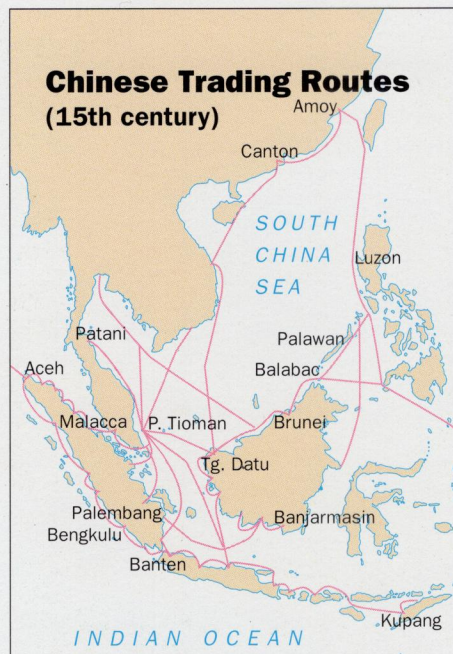 Chinese Trading Routes
(15th century)
Amoy
Canton
SOUTH
CHINA
SEA
Luzon
Patani
Palawan
Aceh
Balabac
Malacca
P. Tioman
Brunei
Tg. Datu
Palembang
Banjarmasin
Bengkulu
Banten
Kupang
INDIAN OCEAN